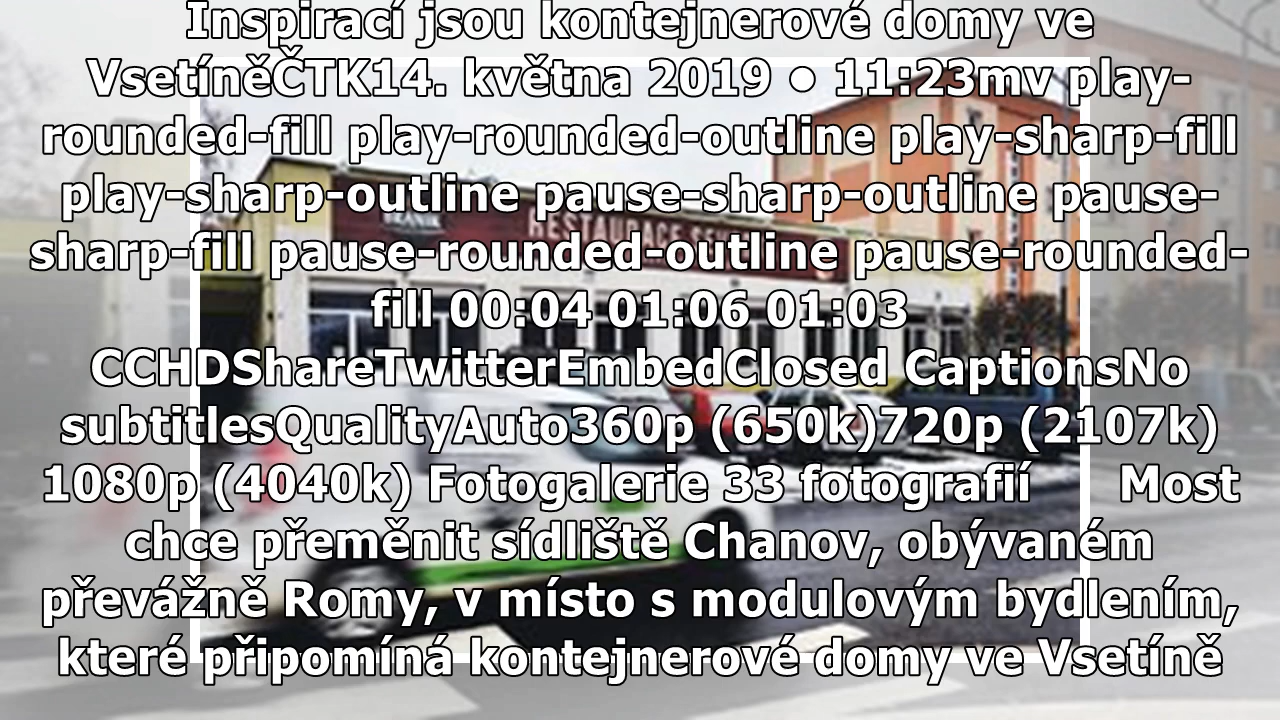 Inspirací jsou kontejnerové domy ve
VsetíněČTK14. května 2019 • 11:23mv play-
rounded-fill play-rounded-outline play-sharp-fill
play-sharp-outline pause-sharp-outline pause-
sharp-fill pause-rounded-outline pause-rounded-
fill 00:04 01:06 01:03
CCHDShareTwitterEmbedClosed CaptionsNo
subtitlesQualityAuto360p (650k)720p (2107k)
1080p (4040k) Fotogalerie 33 fotografií Most
chce přeměnit sídliště Chanov, obývaném
převážně Romy, v místo s modulovým bydlením,
které připomíná kontejnerové domy ve Vsetíně
RESTAURACE